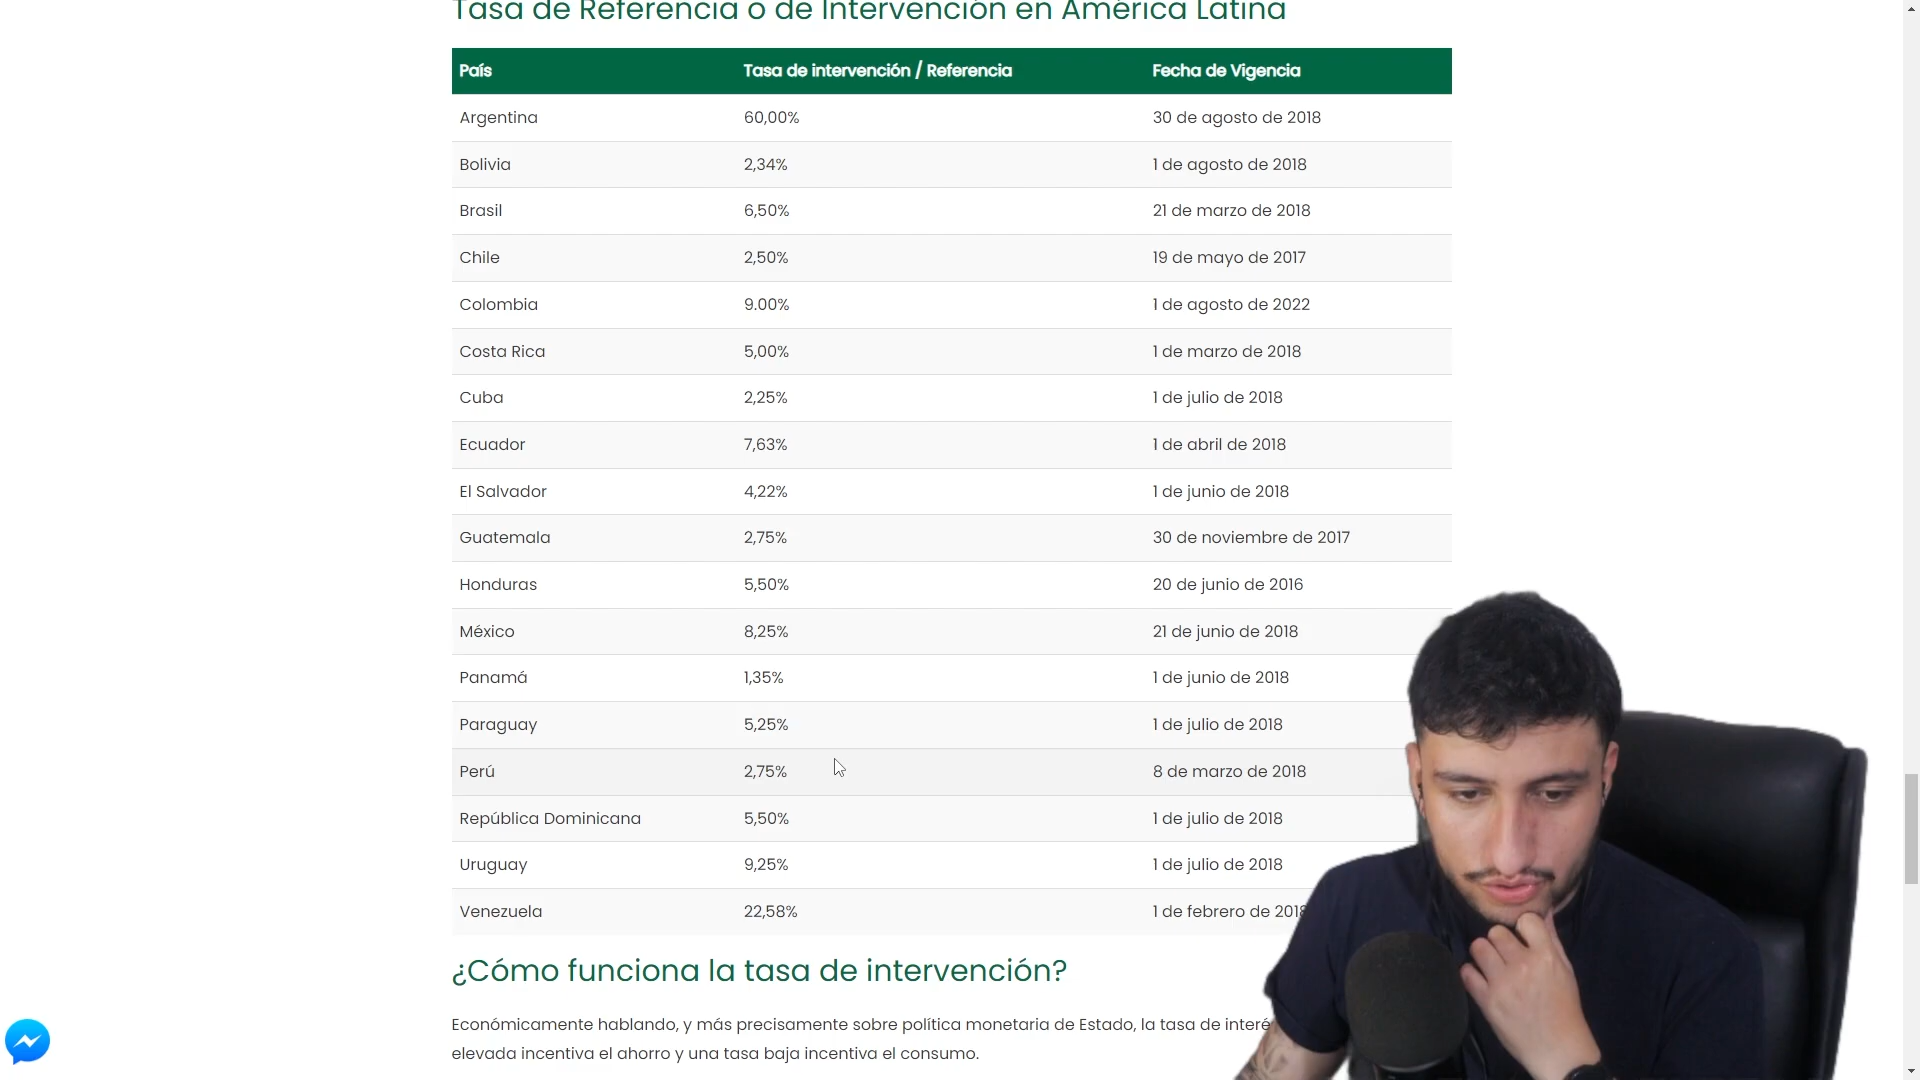 Tasa de Referencia o de Intervención en América Latina
País Tasa de intervención / Referencia Fecha de Vigencia
Argentina 60,00% 30 de agosto de 2018
Bolivia 2,34% 1 de agosto de 2018
Brasil 6,50% 21 de marzo de 2018
Chile 2,50% 19 de mayo de 2017
Colombia 9.00% 1 de agosto de 2022
Costa Rica 5,00% 1 de marzo de 2018
Cuba 2,25% 1 de julio de 2018
Ecuador 7,63% 1 de abril de 2018
El Salvador 4,22% 1 de junio de 2018
Guatemala 2,75% 30 de noviembre de 2017
Honduras 5,50% 20 de junio de 2016
México 8,25% 21 de junio de 2018
Panamá 1,35% 1 de junio de 2018
Paraguay 5,25% 1 de julio de 2018
Perú 2,75% 8 de marzo de 2018
República Dominicana 5,50% 1 de julio de 2018
Uruguay 9,25% 1 de julio de 2018
Venezuela 22,58% 1 de febrero de 2018
¿Cómo funciona la tasa de intervención?
Económicamente hablando, y más precisamente sobre política monetaria de Estado, la tasa de interé
elevada incentiva el ahorro y una tasa baja incentiva el consumo.